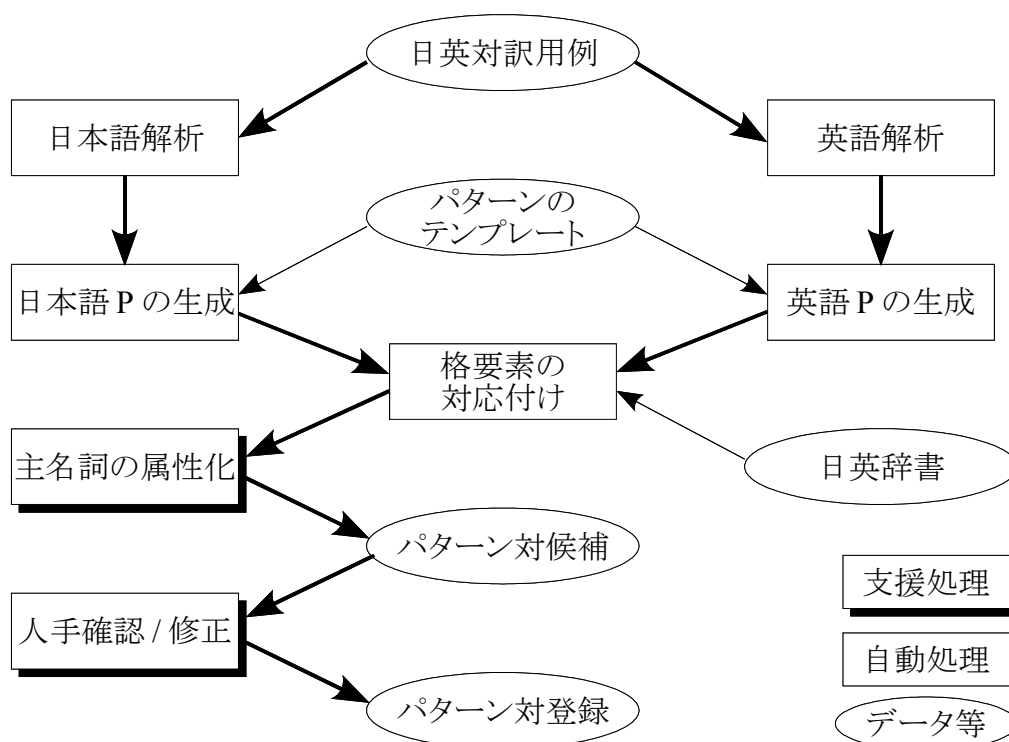 日英対訳用例
日本語解析
英語解析
パターンの
テンプレート
日本語 P の生成
英語 P の生成
格要素の
対応付け
主名詞の属性化
日英辞書
パターン対候補
支援処理
人手確認 / 修正
自動処理
パターン対登録
データ等